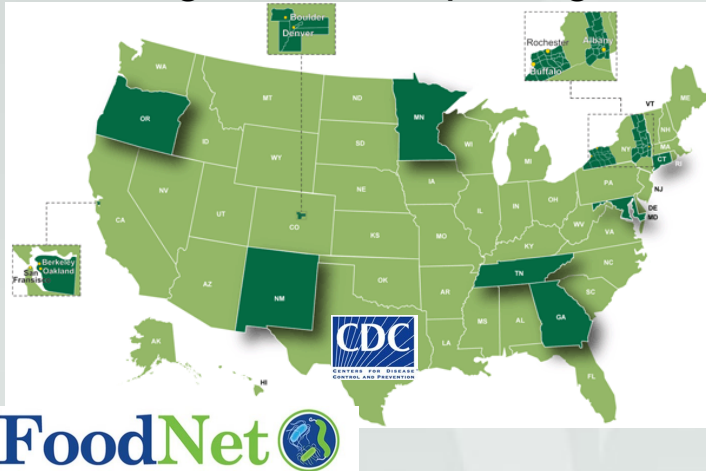 Boulder
Denver
Rochester
Albany
Buffalo
WA
MT
ND
MN
VT
ME
OR
ID
SD
WI
NH
NY
MA
MI
CT
RI
WY
IA
PA
NJ
NE
NV
UT
IL
IN
OH
DE
MD
CA
CO
WV
VA
KS
MO
KY
Berkeley
San
Oakland
Fransisco
NC
TN
AZ
NM
OK
AR
SC
MS
AL
GA
CDC
CENTERS FOR DISEASE
CONTROL AND PREVENTION
LA
AK
HI
FL
FoodNet